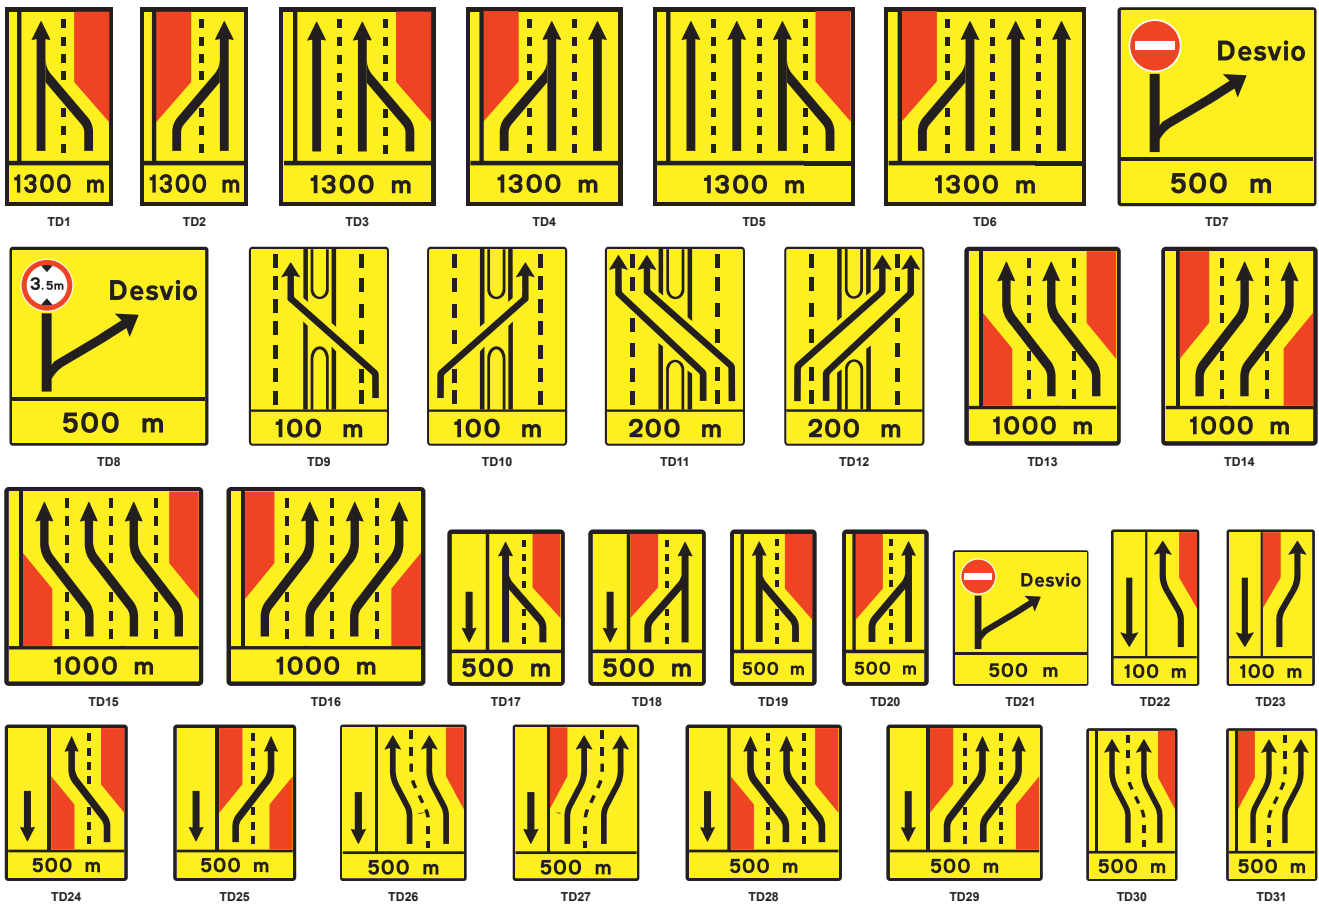 Desvio
1300 m 1300 m 1300 m 1300 m 1300 m 1300 m 500 m
TD1 TD2 TD3 TD4 TD5 TD6 TD7
3.5m Desvio
500 m 100 m 100 m 200 m 200 m 1000 m 1000 m
TD8 TD9 TD10 TD11 TD12 TD13 TD14
Desvio
1000 m 1000 m 500 m 500 m 500 m 500 m 500 m 100 m 100 m
TD15 TD16 TD17 TD18 TD19 TD20 TD21 TD22 TD23
500 m 500 m 500 m 500 m 500 m 500 m 500 m 500 m
TD24 TD25 TD26 TD27 TD28 TD29 TD30 TD31